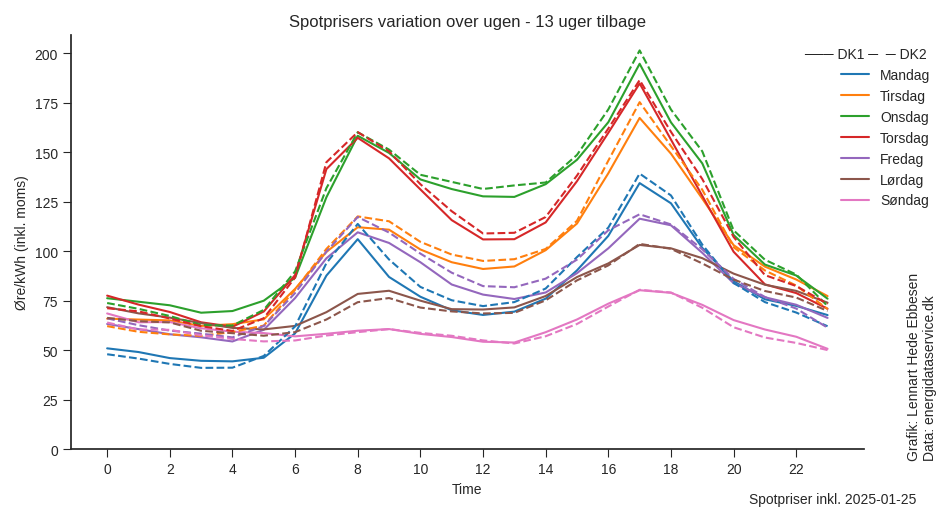 Spotprisers variation over ugen - 13 uger tilbage
DK1 DK2
Mandag
Tirsdag
Onsdag
Torsdag
Fredag
Lørdag
Søndag
Øre/kWh (inkl. moms)
200
175
150
125
100
75
50
25
0
0 2 4 6 8 10 12 14 16 18 20 22
Time
Grafik: Lennart Hede Ebbesen
Data: energidataservice.dk
Spotpriser inkl. 2025-01-25